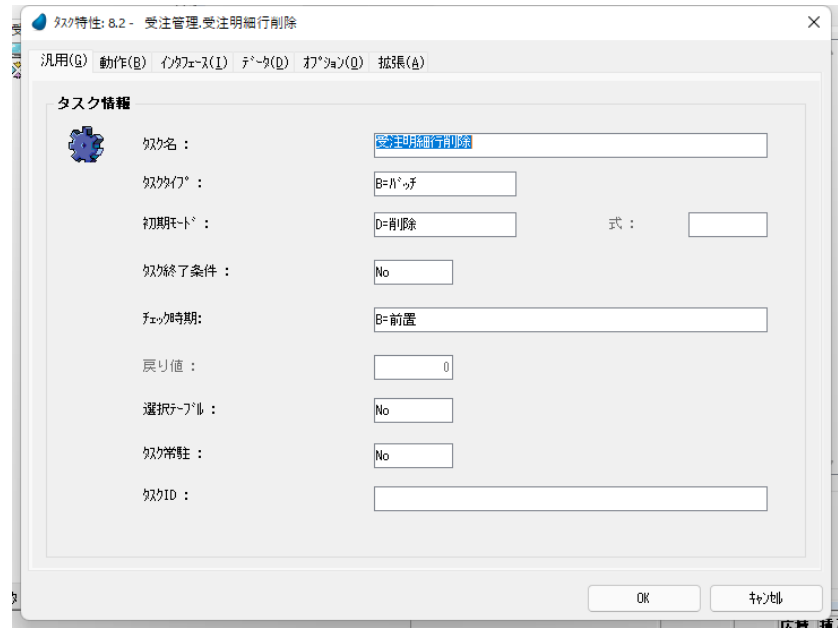 タスク特性: 8.2 - 受注管理.受注明細行削除
汎用(G) 動作(B) インタフェース(I) データ(D) オプション(O) 拡張(A)
タスク情報
タスク名 : 受注明細行削除
タスクタイプ : B=バッチ
初期モード : D=削除 式 :
タスク終了条件 : No
チェック時期: B=前置
戻り値 : 0
選択テーブル : No
タスク常駐 : No
タスクID :
OK キャンセル